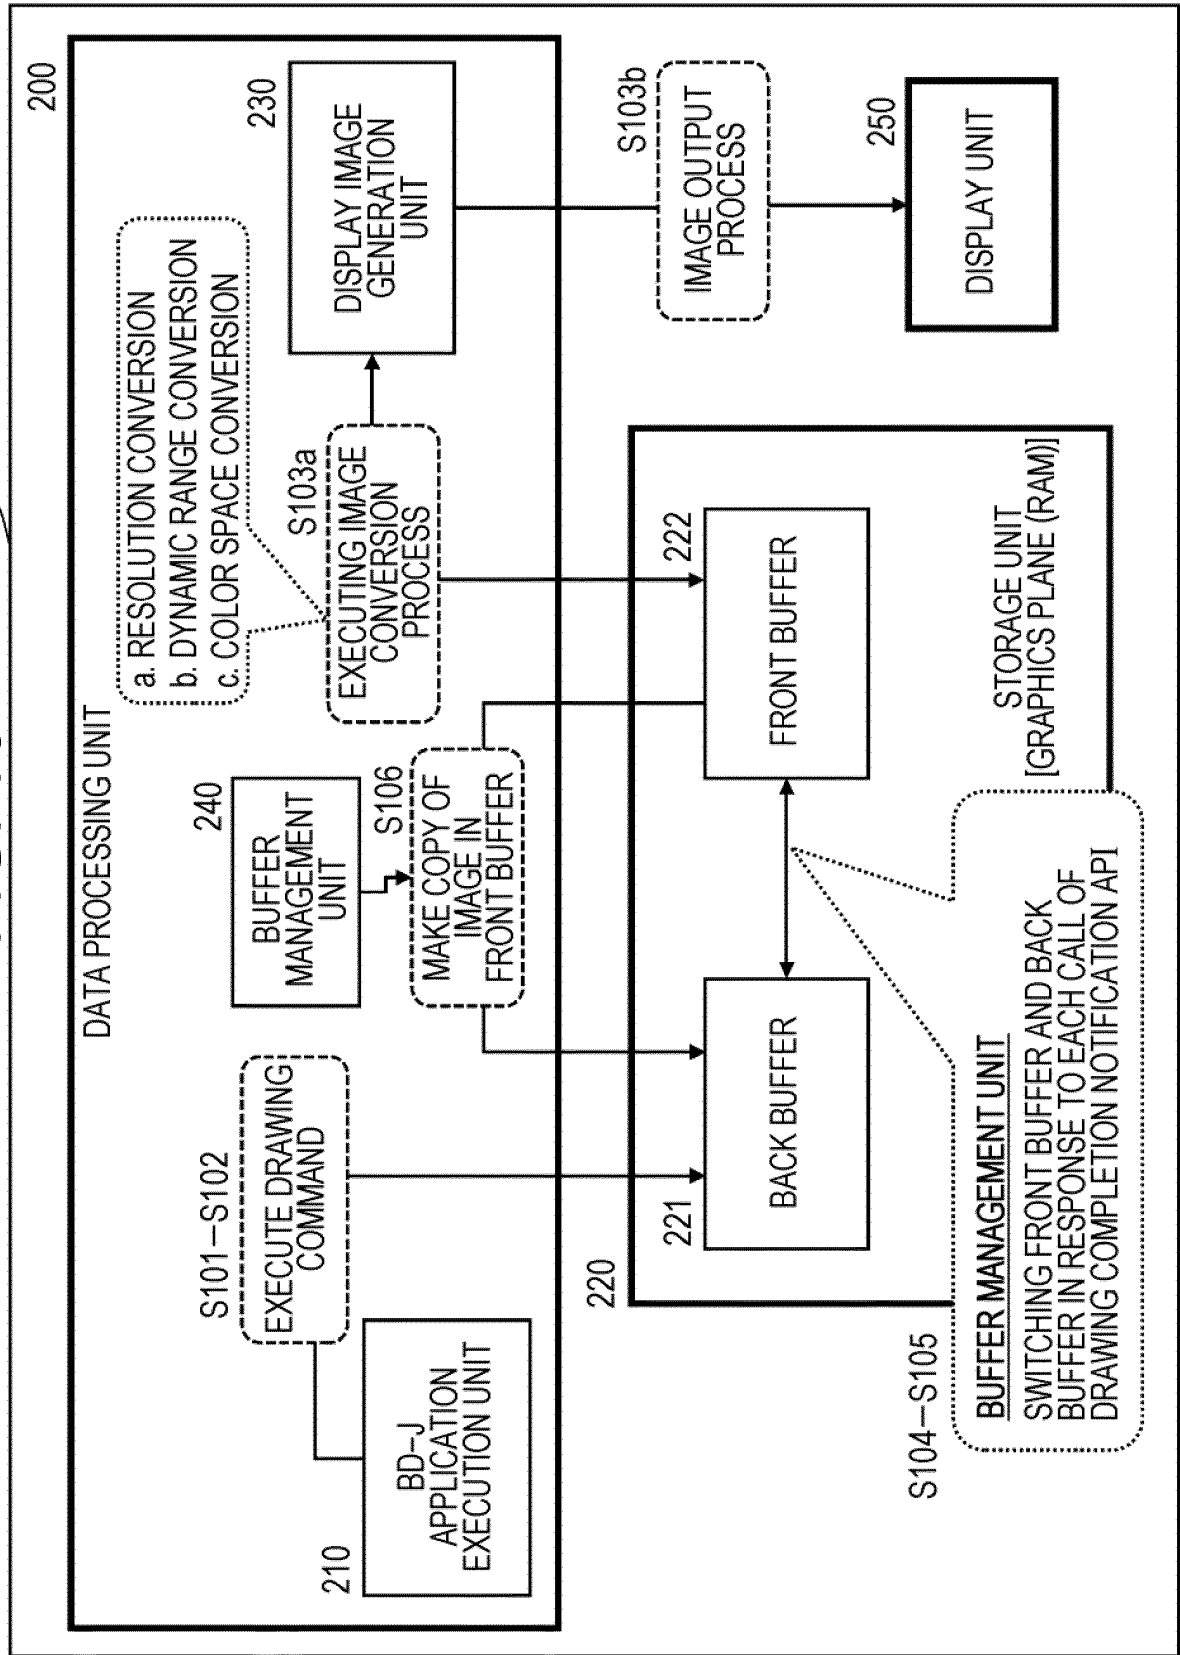 DATA PROCESSING UNIT
200
a. RESOLUTION CONVERSION
b. DYNAMIC RANGE CONVERSION
c. COLOR SPACE CONVERSION
210
BD–J
APPLICATION
EXECUTION UNIT
S101–S102
EXECUTE DRAWING
COMMAND
240
BUFFER
MANAGEMENT
UNIT
S106
MAKE COPY OF
IMAGE IN
FRONT BUFFER
S103a
EXECUTING IMAGE
CONVERSION
PROCESS
230
DISPLAY IMAGE
GENERATION
UNIT
S103b
IMAGE OUTPUT
PROCESS
250
DISPLAY UNIT
220
221
BACK BUFFER
222
FRONT BUFFER
STORAGE UNIT
[GRAPHICS PLANE (RAM)]
S104–S105
BUFFER MANAGEMENT UNIT
SWITCHING FRONT BUFFER AND BACK
BUFFER IN RESPONSE TO EACH CALL OF
DRAWING COMPLETION NOTIFICATION API